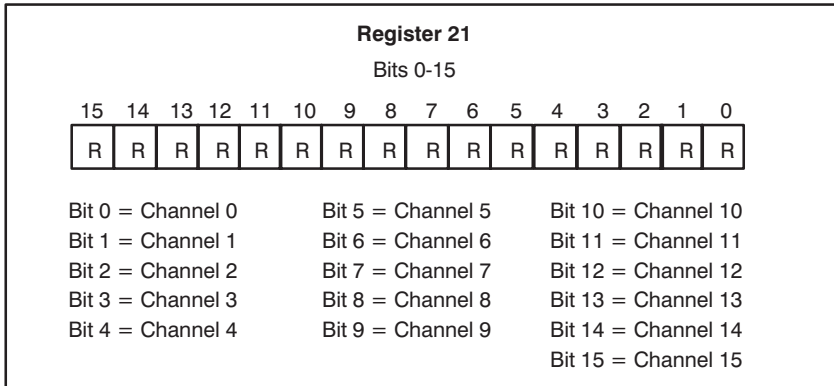 Register 21
Bits 0-15
15 14 13 12 11 10 9 8 7 6 5 4 3 2 1 0
R R R R R R R R R R R R R R R R
Bit 0 = Channel 0
Bit 1 = Channel 1
Bit 2 = Channel 2
Bit 3 = Channel 3
Bit 4 = Channel 4
Bit 5 = Channel 5
Bit 6 = Channel 6
Bit 7 = Channel 7
Bit 8 = Channel 8
Bit 9 = Channel 9
Bit 10 = Channel 10
Bit 11 = Channel 11
Bit 12 = Channel 12
Bit 13 = Channel 13
Bit 14 = Channel 14
Bit 15 = Channel 15